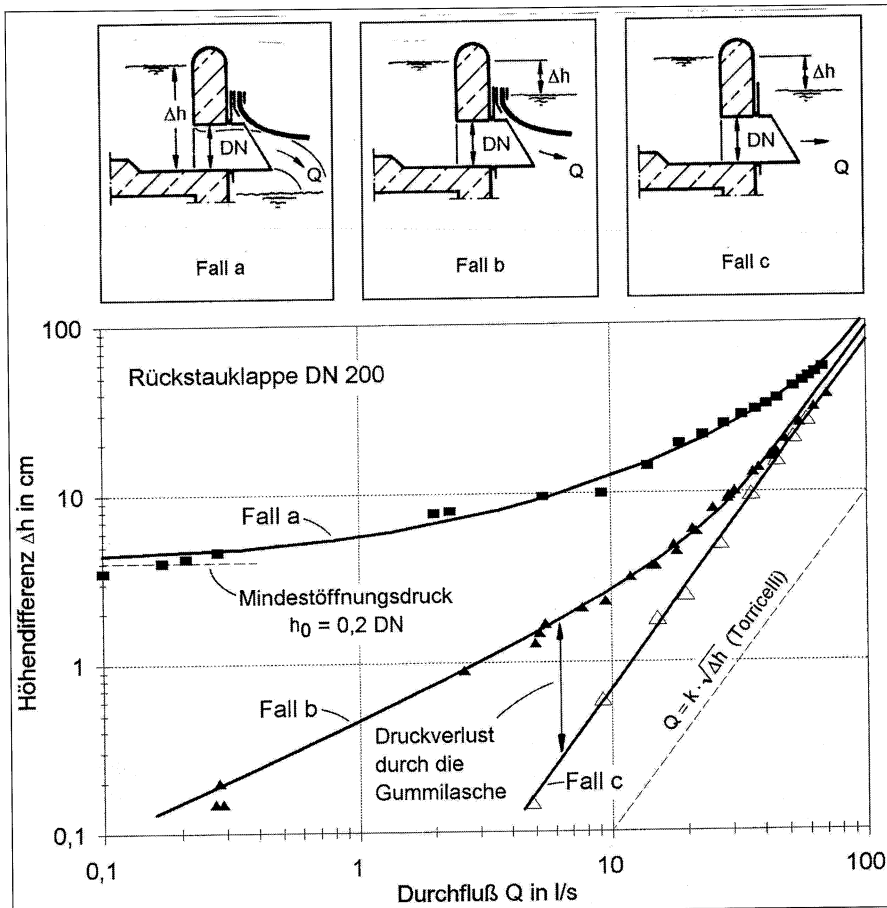 Δh
DN
Q
Fall a
Δh
DN
Q
Fall b
Δh
DN
Q
Fall c
Rückstauklappe DN 200
Höhendifferenz Δh in cm
100
10
1
0,1
Fall a
Mindestöffnungsdruck
h₀ = 0,2 DN
Fall b
Druckverlust
durch die
Gummilasche
Fall c
Q = k · √Δh (Torricelli)
0,1
1
10
100
Durchfluß Q in l/s